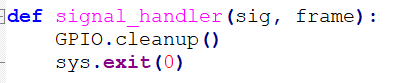 def signal_handler(sig, frame):
    GPIO.cleanup()
    sys.exit(0)